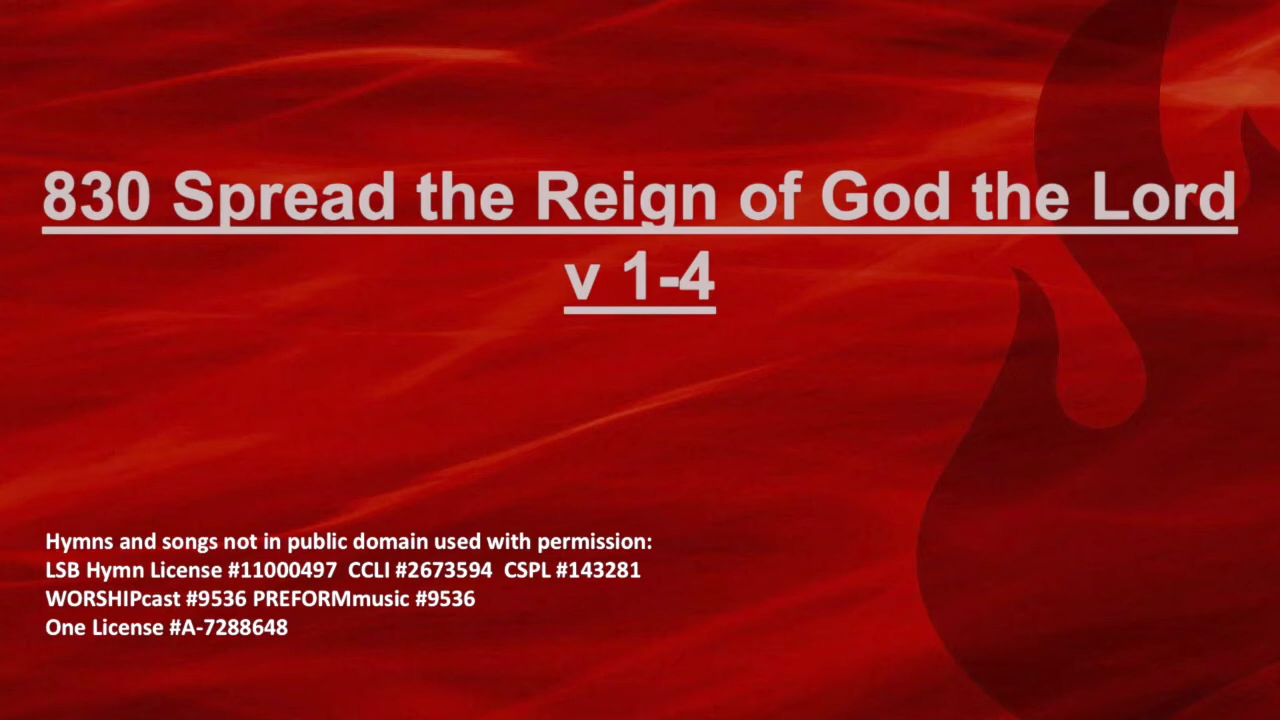 830 Spread the Reign of God the Lord
v 1-4
Hymns and songs not in public domain used with permission:
LSB Hymn License #11000497 CCLI #2673594 CSPL #143281
WORSHIPcast #9536 PREFORMmusic #9536
One License #A-7288648